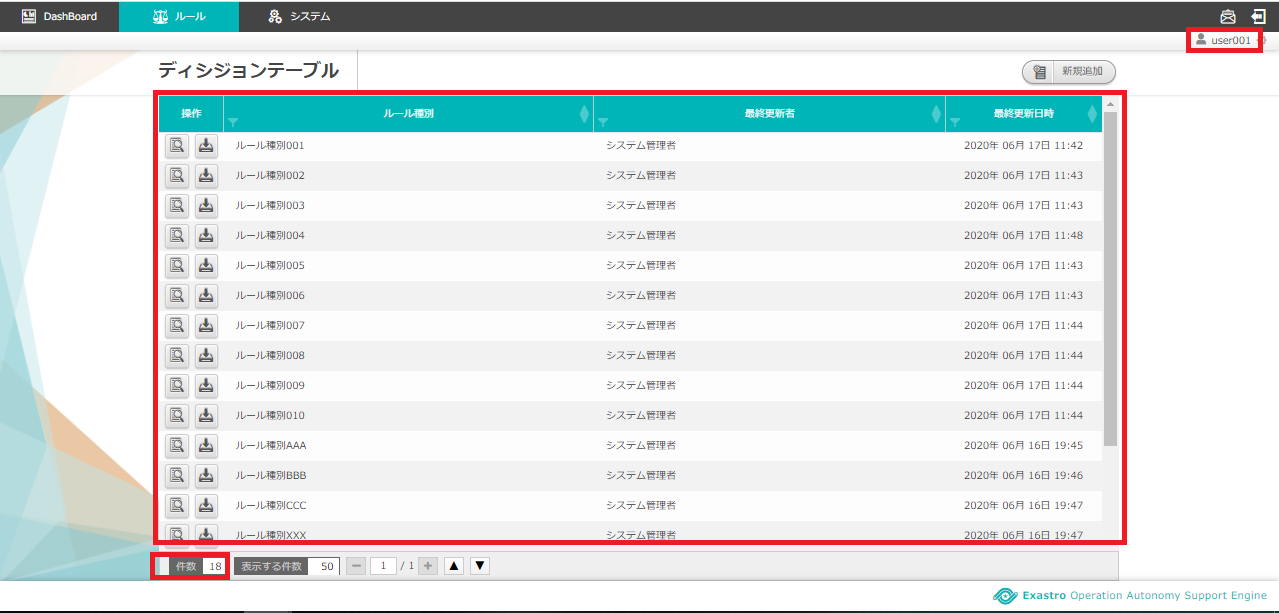 DashBoard ルール システム
user001
ディシジョンテーブル 新規追加
操作 ルール種別 最終更新者 最終更新日時
ルール種別001 システム管理者 2020年 06月 17日 11:42
ルール種別002 システム管理者 2020年 06月 17日 11:43
ルール種別003 システム管理者 2020年 06月 17日 11:43
ルール種別004 システム管理者 2020年 06月 17日 11:48
ルール種別005 システム管理者 2020年 06月 17日 11:43
ルール種別006 システム管理者 2020年 06月 17日 11:43
ルール種別007 システム管理者 2020年 06月 17日 11:44
ルール種別008 システム管理者 2020年 06月 17日 11:44
ルール種別009 システム管理者 2020年 06月 17日 11:44
ルール種別010 システム管理者 2020年 06月 17日 11:44
ルール種別AAA システム管理者 2020年 06月 16日 19:45
ルール種別BBB システム管理者 2020年 06月 16日 19:46
ルール種別CCC システム管理者 2020年 06月 16日 19:47
ルール種別XXX システム管理者 2020年 06月 16日 19:47
件数 18 表示する件数 50 − 1 / 1 + ▲ ▼
Exastro Operation Autonomy Support Engine